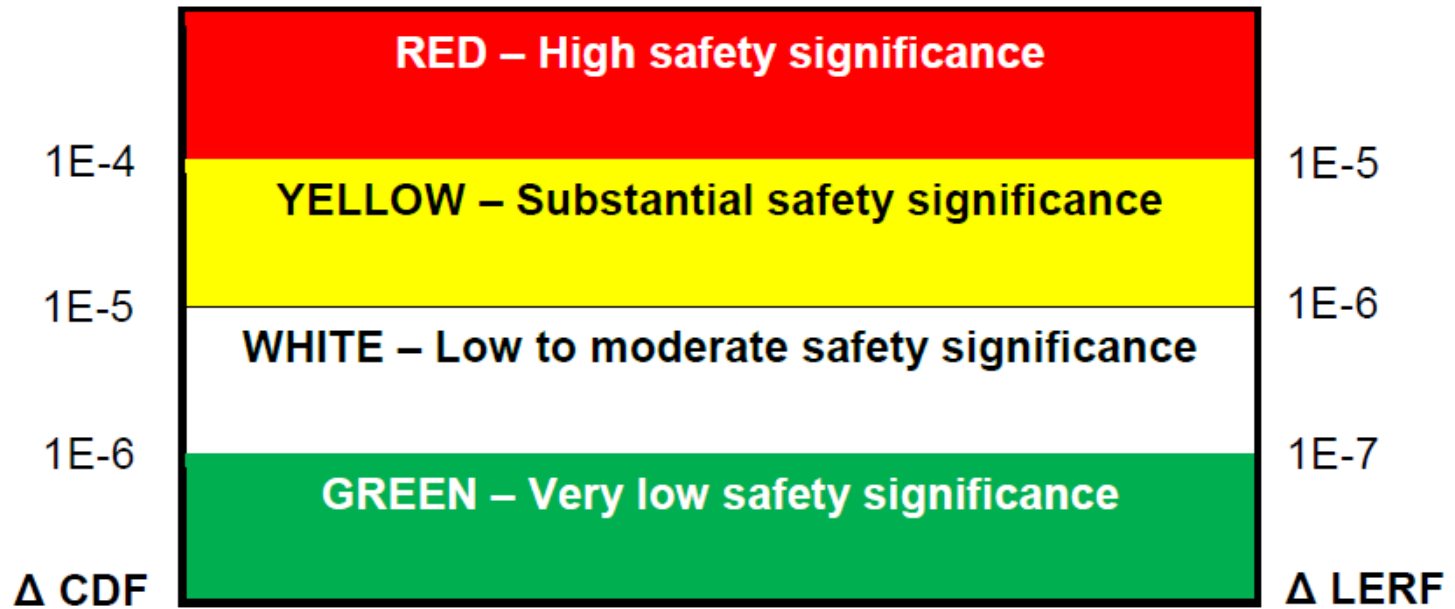 RED – High safety significance
1E-4 1E-5
YELLOW – Substantial safety significance
1E-5 1E-6
WHITE – Low to moderate safety significance
1E-6 1E-7
GREEN – Very low safety significance
Δ CDF Δ LERF